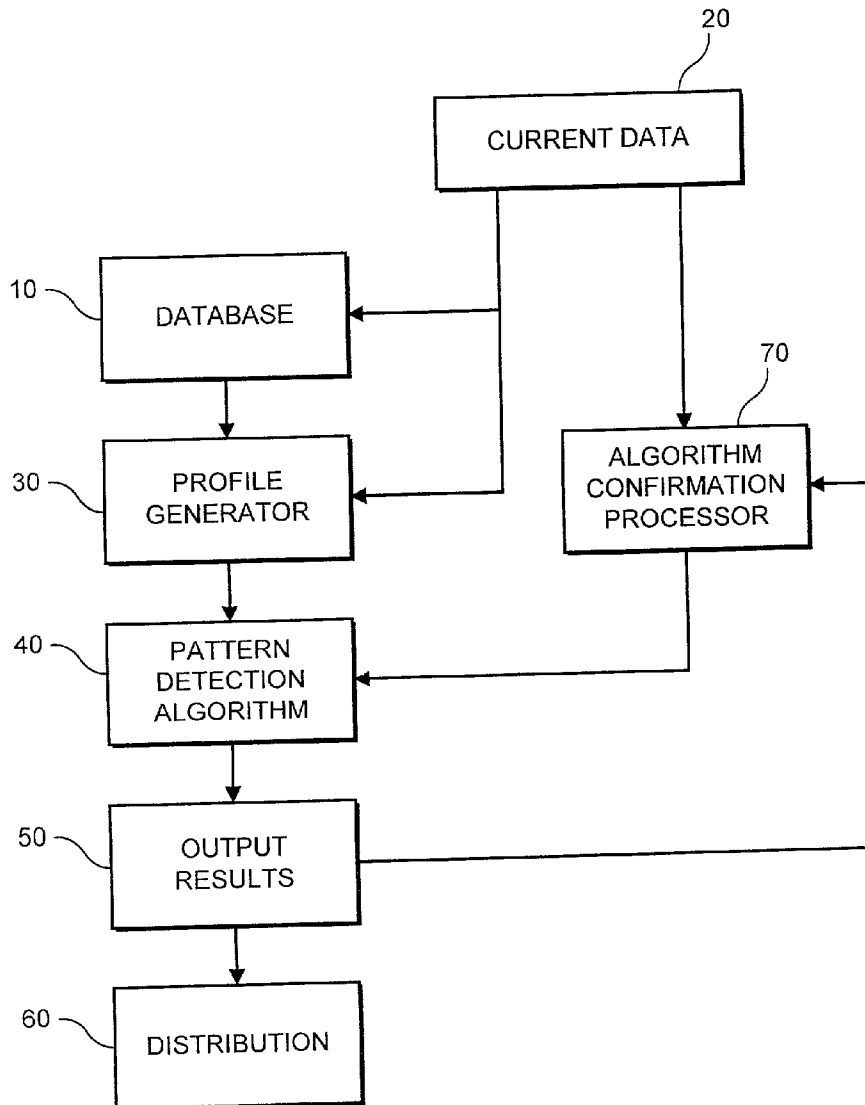 20
CURRENT DATA
10
DATABASE
70
ALGORITHM
CONFIRMATION
PROCESSOR
30
PROFILE
GENERATOR
40
PATTERN
DETECTION
ALGORITHM
50
OUTPUT
RESULTS
60
DISTRIBUTION